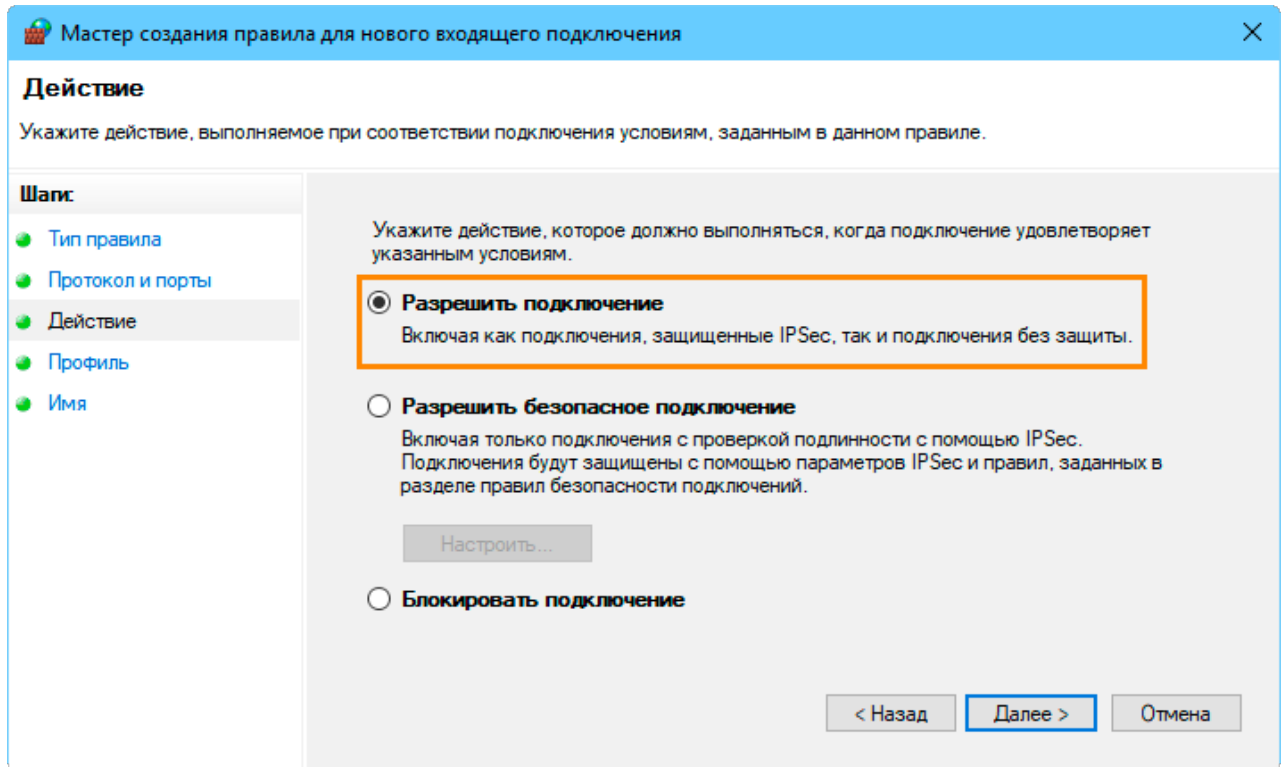 Мастер создания правила для нового входящего подключения
Действие
Укажите действие, выполняемое при соответствии подключения условиям, заданным в данном правиле.
Шаги:
Тип правила
Протокол и порты
Действие
Профиль
Имя
Укажите действие, которое должно выполняться, когда подключение удовлетворяет
указанным условиям.
Разрешить подключение
Включая как подключения, защищенные IPSec, так и подключения без защиты.
Разрешить безопасное подключение
Включая только подключения с проверкой подлинности с помощью IPSec.
Подключения будут защищены с помощью параметров IPSec и правил, заданных в
разделе правил безопасности подключений.
Настроить...
Блокировать подключение
< Назад
Далее >
Отмена